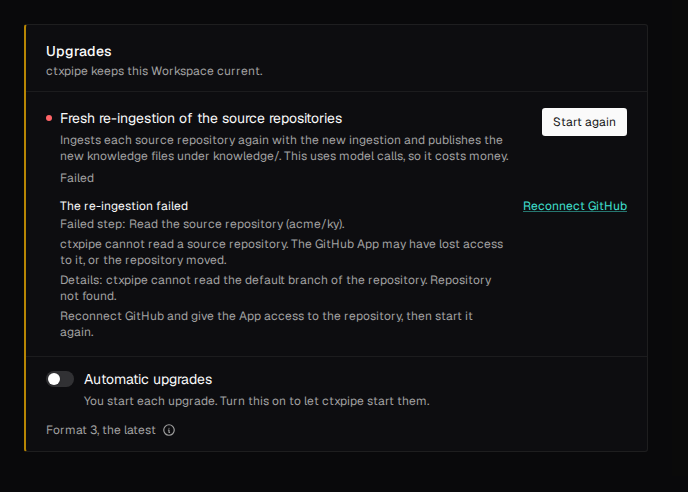 Upgrades
ctxpipe keeps this Workspace current.
Fresh re-ingestion of the source repositories
Start again
Ingests each source repository again with the new ingestion and publishes the
new knowledge files under knowledge/. This uses model calls, so it costs money.
Failed
The re-ingestion failed
Reconnect GitHub
Failed step: Read the source repository (acme/ky).
ctxpipe cannot read a source repository. The GitHub App may have lost access
to it, or the repository moved.
Details: ctxpipe cannot read the default branch of the repository. Repository
not found.
Reconnect GitHub and give the App access to the repository, then start it
again.
Automatic upgrades
You start each upgrade. Turn this on to let ctxpipe start them.
Format 3, the latest